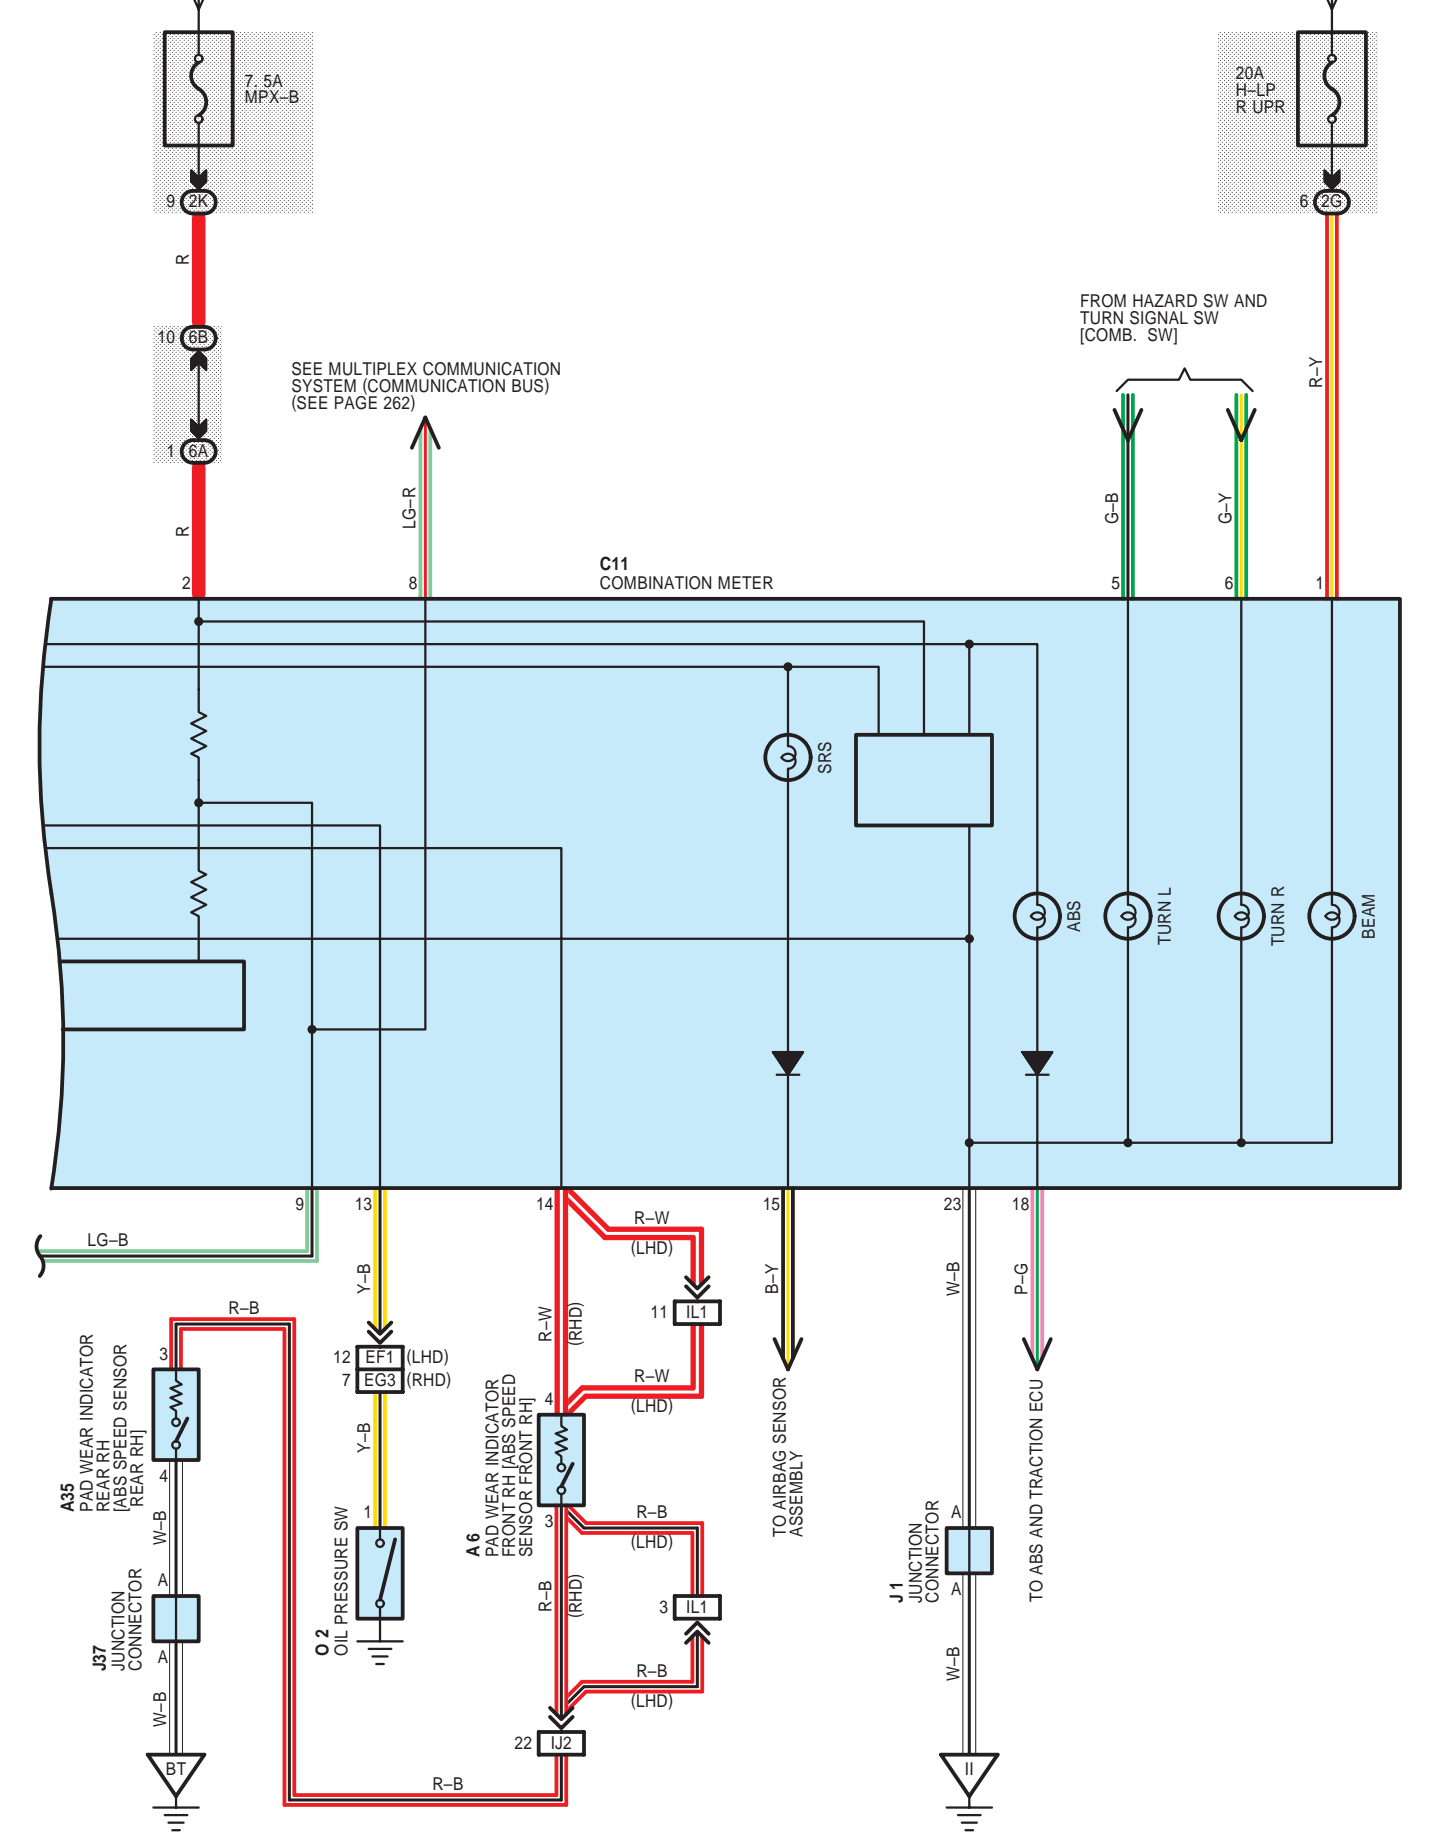 7. 5A
MPX–B
20A
H–LP
R UPR
9 2K
6 2G
R
10 6B
FROM HAZARD SW AND
TURN SIGNAL SW
[COMB. SW]
R–Y
SEE MULTIPLEX COMMUNICATION
SYSTEM (COMMUNICATION BUS)
(SEE PAGE 262)
1 6A
R
LG–R
G–B
G–Y
C11
COMBINATION METER
2
8
5
6
1
SRS
ABS
TURN L
TURN R
BEAM
9
13
14
15
23
18
LG–B
Y–B
R–W
(LHD)
R–W
(RHD)
B–Y
W–B
P–G
11 IL1
R–B
3
12 EF1 (LHD)
7 EG3 (RHD)
R–W
(LHD)
4
A35
PAD WEAR INDICATOR
REAR RH
[ABS SPEED SENSOR
REAR RH]
4
Y–B
1
O 2
OIL PRESSURE SW
A 6
PAD WEAR INDICATOR
FRONT RH [ABS SPEED
SENSOR FRONT RH]
3
R–B
(LHD)
TO AIRBAG SENSOR
ASSEMBLY
TO ABS AND TRACTION ECU
W–B
A
J37
JUNCTION
CONNECTOR
A
W–B
BT
R–B
(RHD)
3 IL1
R–B
(LHD)
22 IJ2
R–B
A
J 1
JUNCTION
CONNECTOR
A
W–B
II